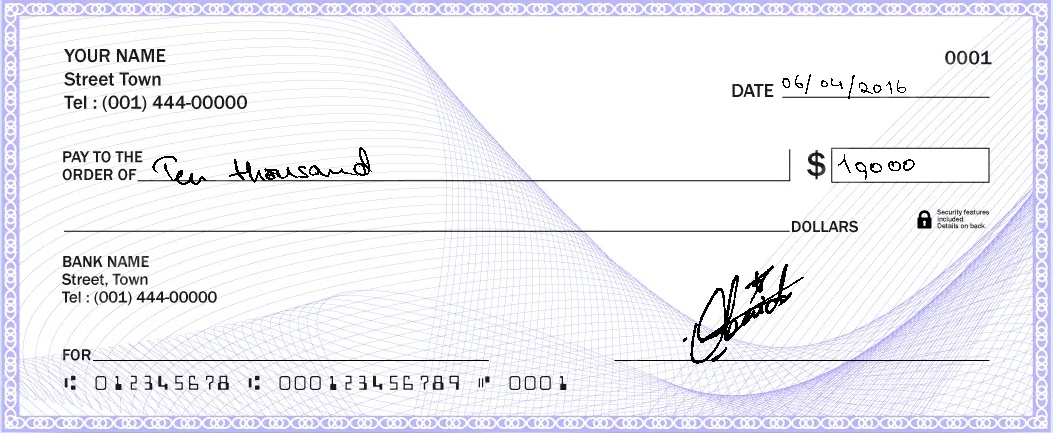 YOUR NAME
0001
Street Town
DATE 06/04/2016
Tel : (001) 444-00000
PAY TO THE
ORDER OF Ten thousand $ 10000
DOLLARS
Security features
included.
Details on back.
BANK NAME
Street, Town
Tel : (001) 444-00000
FOR
⑆ 012345678 ⑆ 000123456789 ⑈ 0001